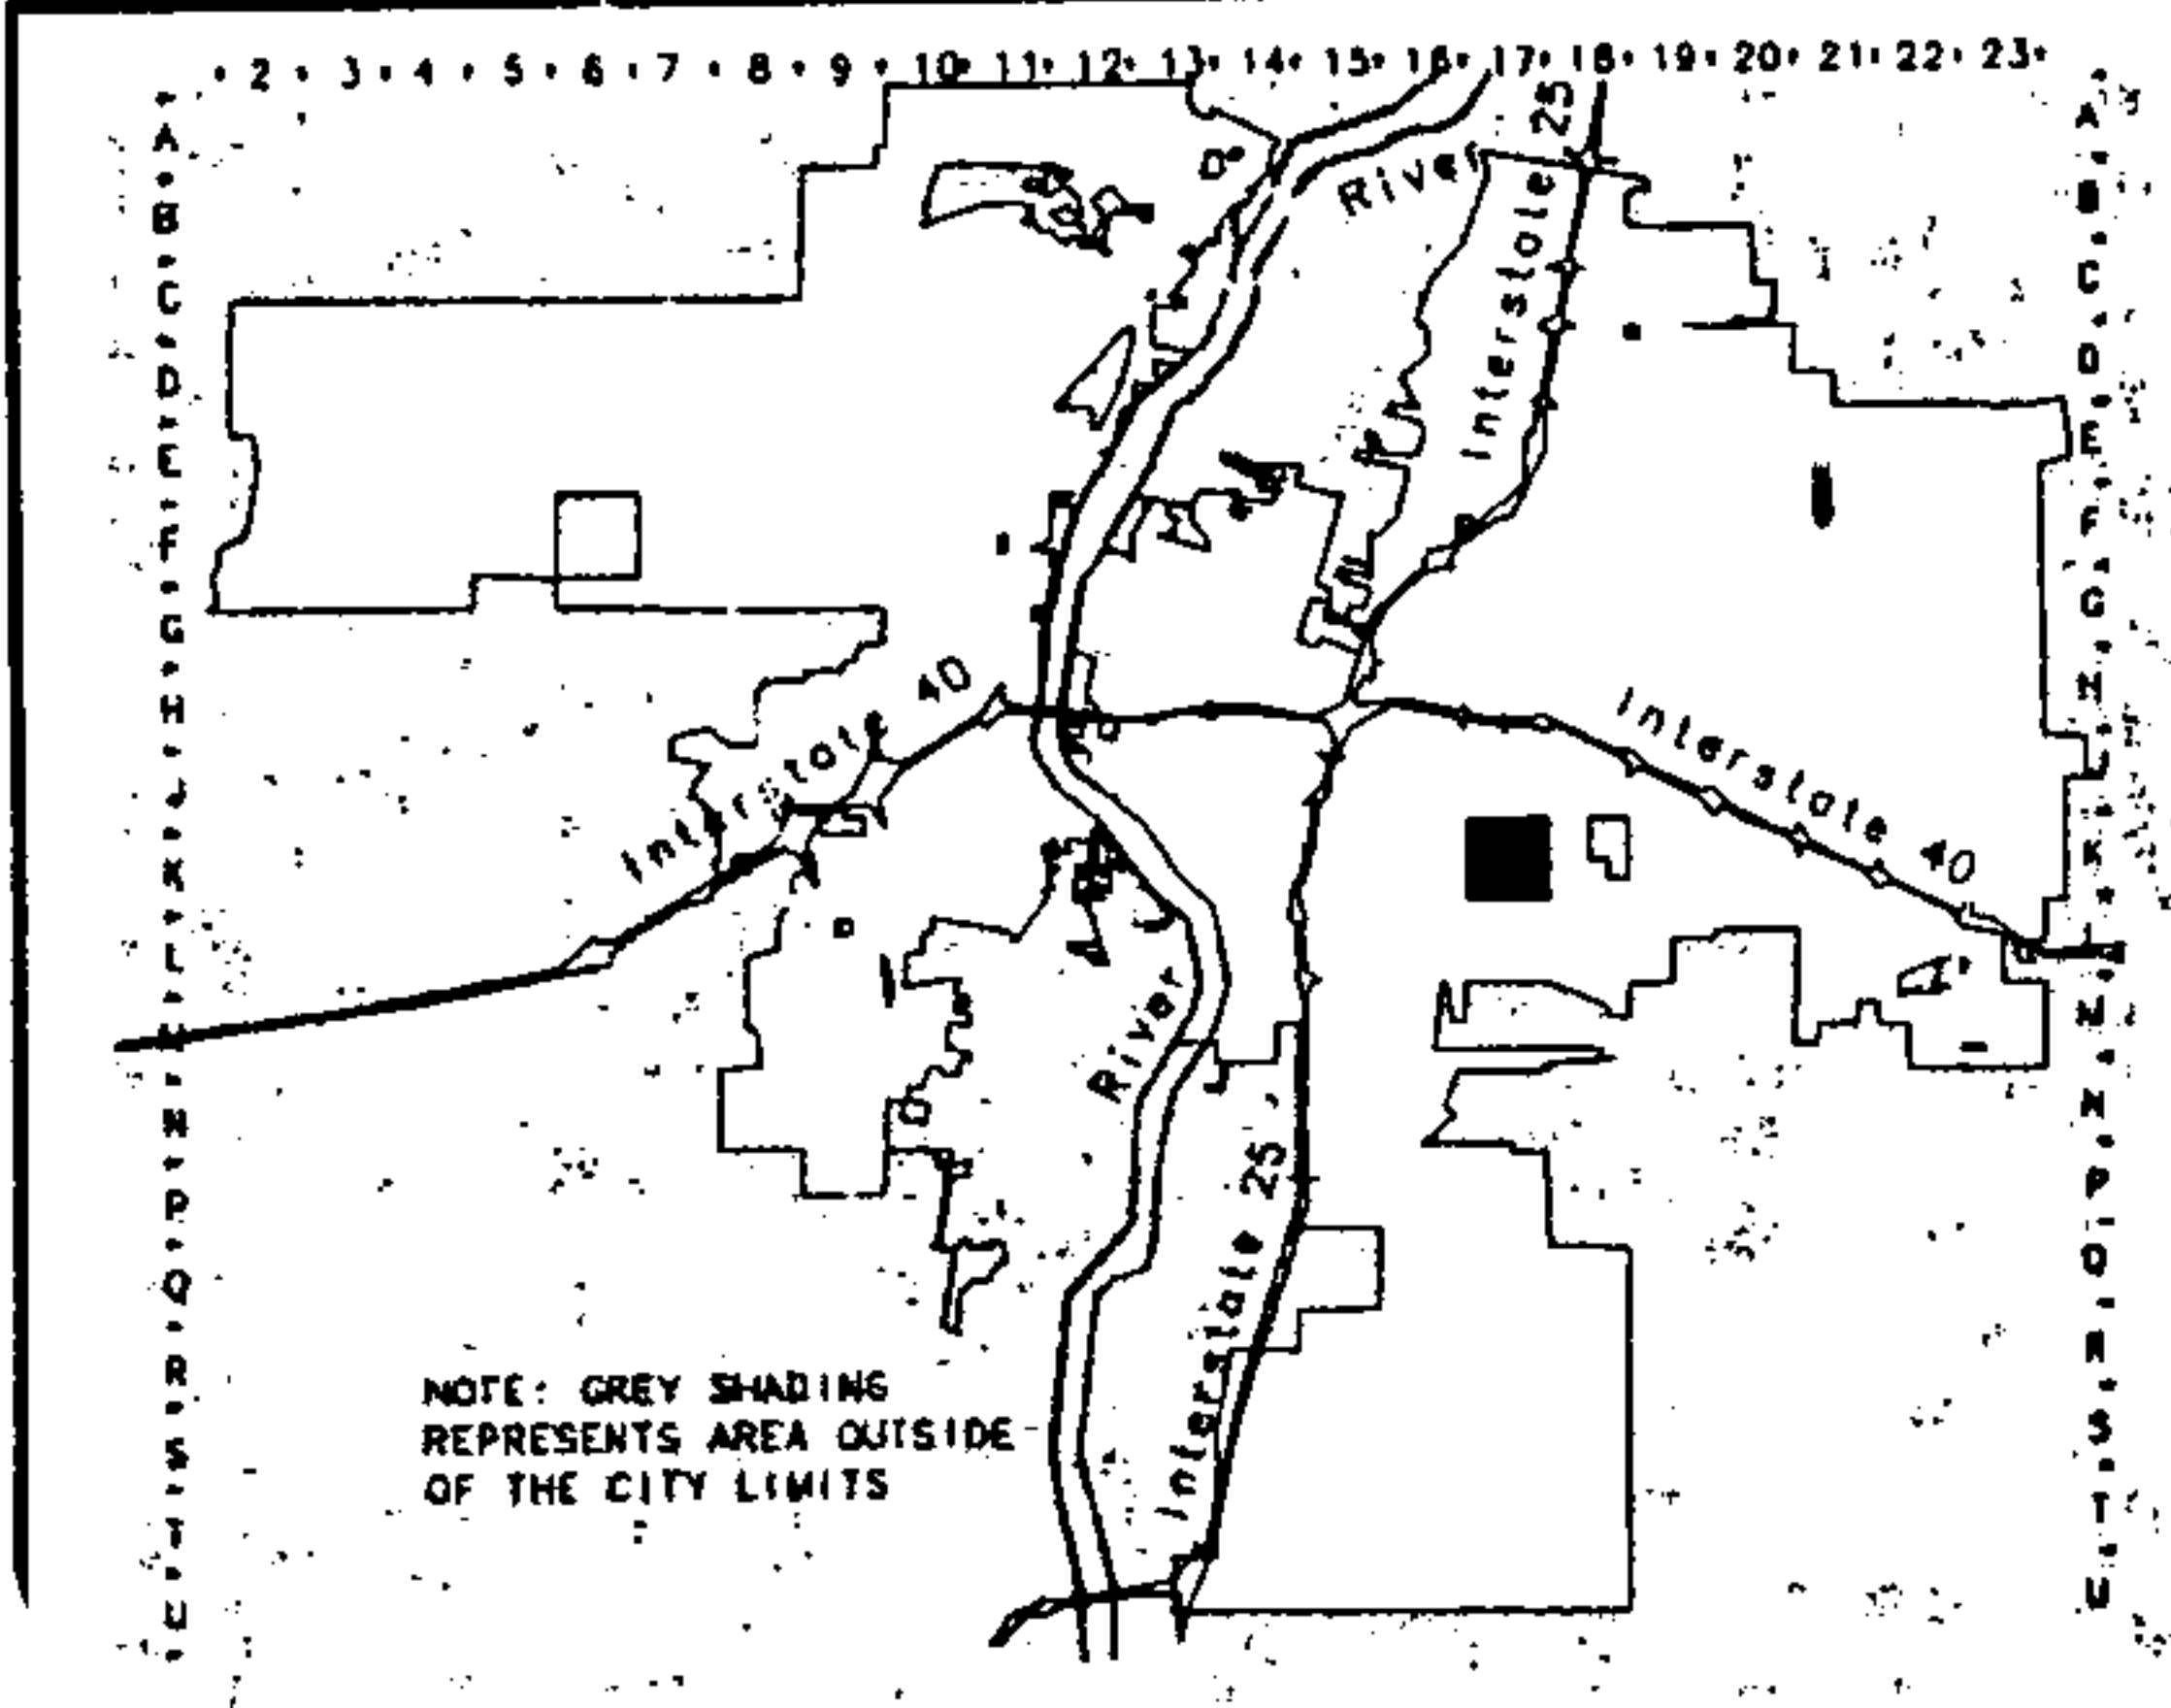 2 · 3 · 4 · 5 · 6 · 7 · 8 · 9 · 10 · 11 · 12 · 13 · 14 · 15 · 16 · 17 · 18 · 19 · 20 · 21 · 22 · 23
A
B
C
D
E
F
G
H
J
K
L
M
N
P
Q
R
S
T
U
River
Interstate 25
Interstate 40
Interstate 40
River
Interstate 25
NOTE: GREY SHADING
REPRESENTS AREA OUTSIDE
OF THE CITY LIMITS
A
B
C
D
E
F
G
H
J
K
L
M
N
P
Q
R
S
T
U